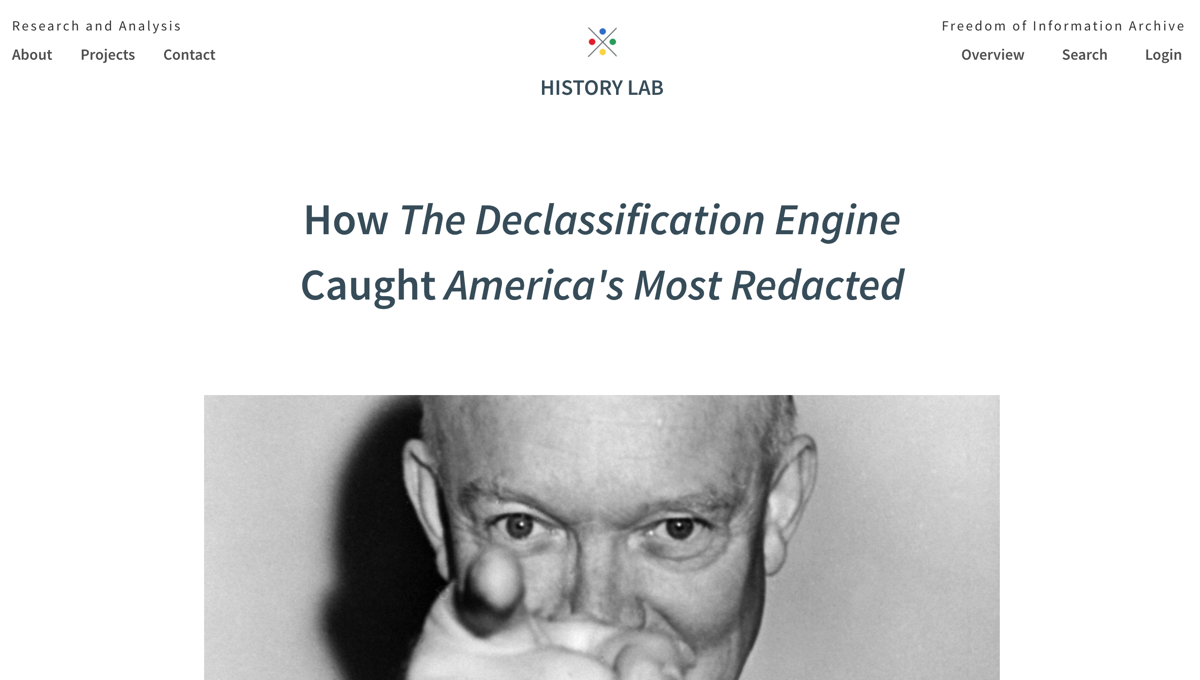 Research and Analysis
About Projects Contact
HISTORY LAB
Freedom of Information Archive
Overview Search Login
How The Declassification Engine
Caught America's Most Redacted